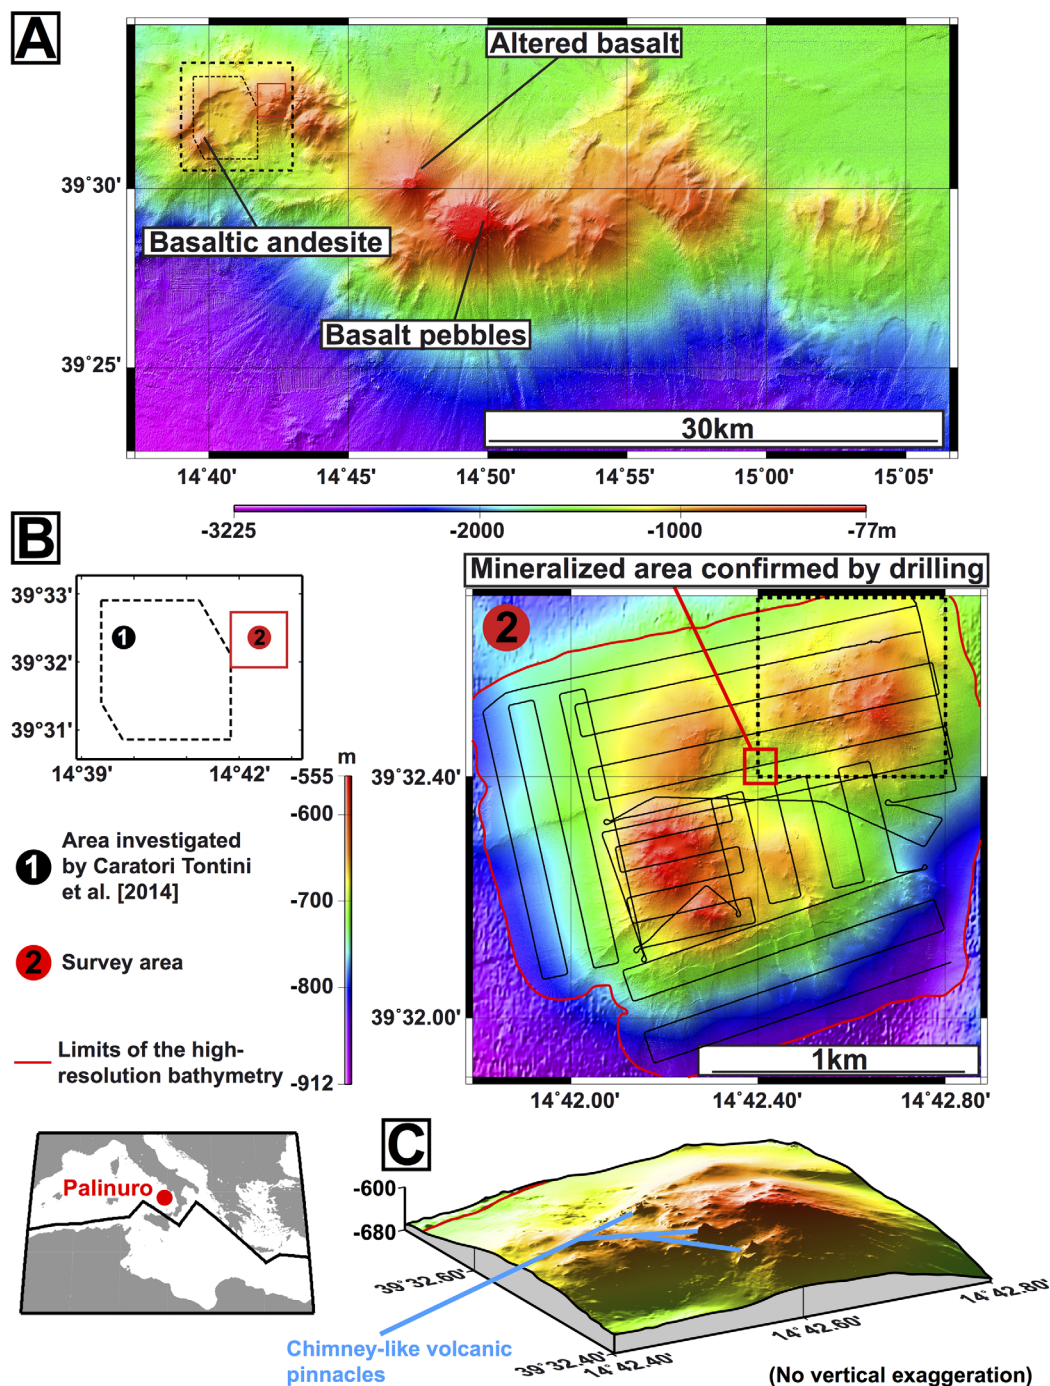 A
Altered basalt
Basaltic andesite
Basalt pebbles
39°30'
39°25'
30km
14°40' 14°45' 14°50' 14°55' 15°00' 15°05'
-3225 -2000 -1000 -77m
B
39°33'
39°32'
39°31'
1
2
14°39' 14°42'
1
Area investigated
by Caratori Tontini
et al. [2014]
2
Survey area
Limits of the high-
resolution bathymetry
m
-555
-600
-700
-800
-912
Mineralized area confirmed by drilling
2
39°32.40'
39°32.00'
1km
14°42.00' 14°42.40' 14°42.80'
Palinuro
C
-600
-680
39°32.60'
39°32.40'
14°42.40'
14°42.60'
14°42.80'
Chimney-like volcanic
pinnacles
(No vertical exaggeration)